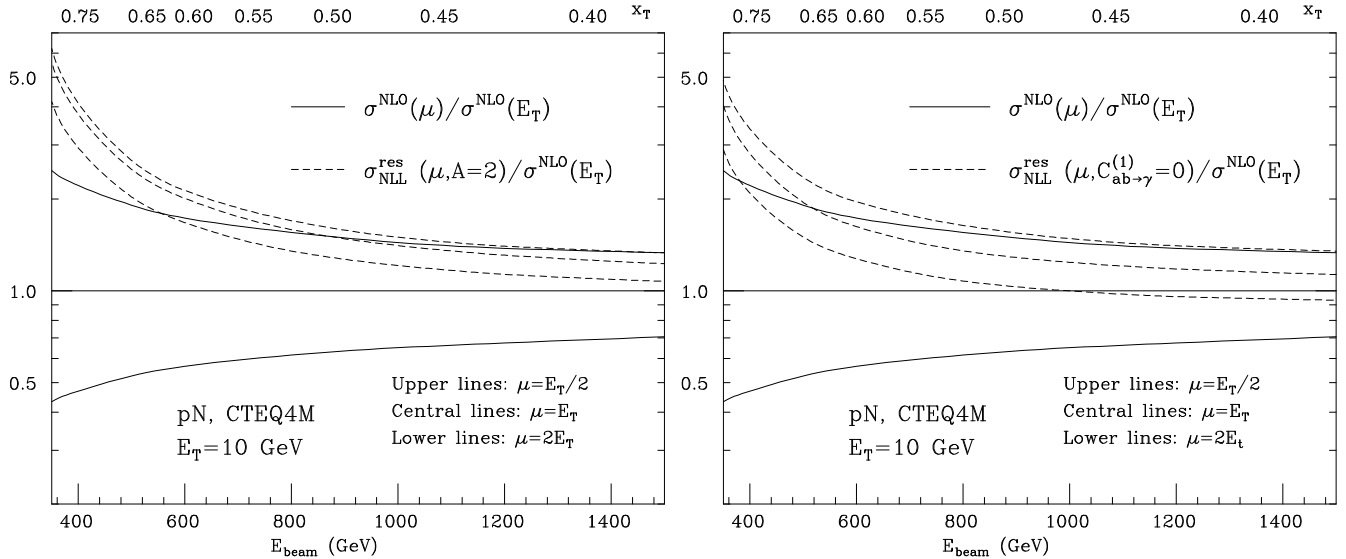 0.75 0.65 0.60 0.55 0.50 0.45 0.40 x_T
5.0
1.0
0.5
σ^NLO(μ)/σ^NLO(E_T)
σ^res_NLL (μ,A=2)/σ^NLO(E_T)
Upper lines: μ=E_T/2
Central lines: μ=E_T
Lower lines: μ=2E_T
pN, CTEQ4M
E_T=10 GeV
400 600 800 1000 1200 1400
E_beam (GeV)
0.75 0.65 0.60 0.55 0.50 0.45 0.40 x_T
5.0
1.0
0.5
σ^NLO(μ)/σ^NLO(E_T)
σ^res_NLL (μ,C^(1)_ab→γ=0)/σ^NLO(E_T)
Upper lines: μ=E_T/2
Central lines: μ=E_T
Lower lines: μ=2E_t
pN, CTEQ4M
E_T=10 GeV
400 600 800 1000 1200 1400
E_beam (GeV)